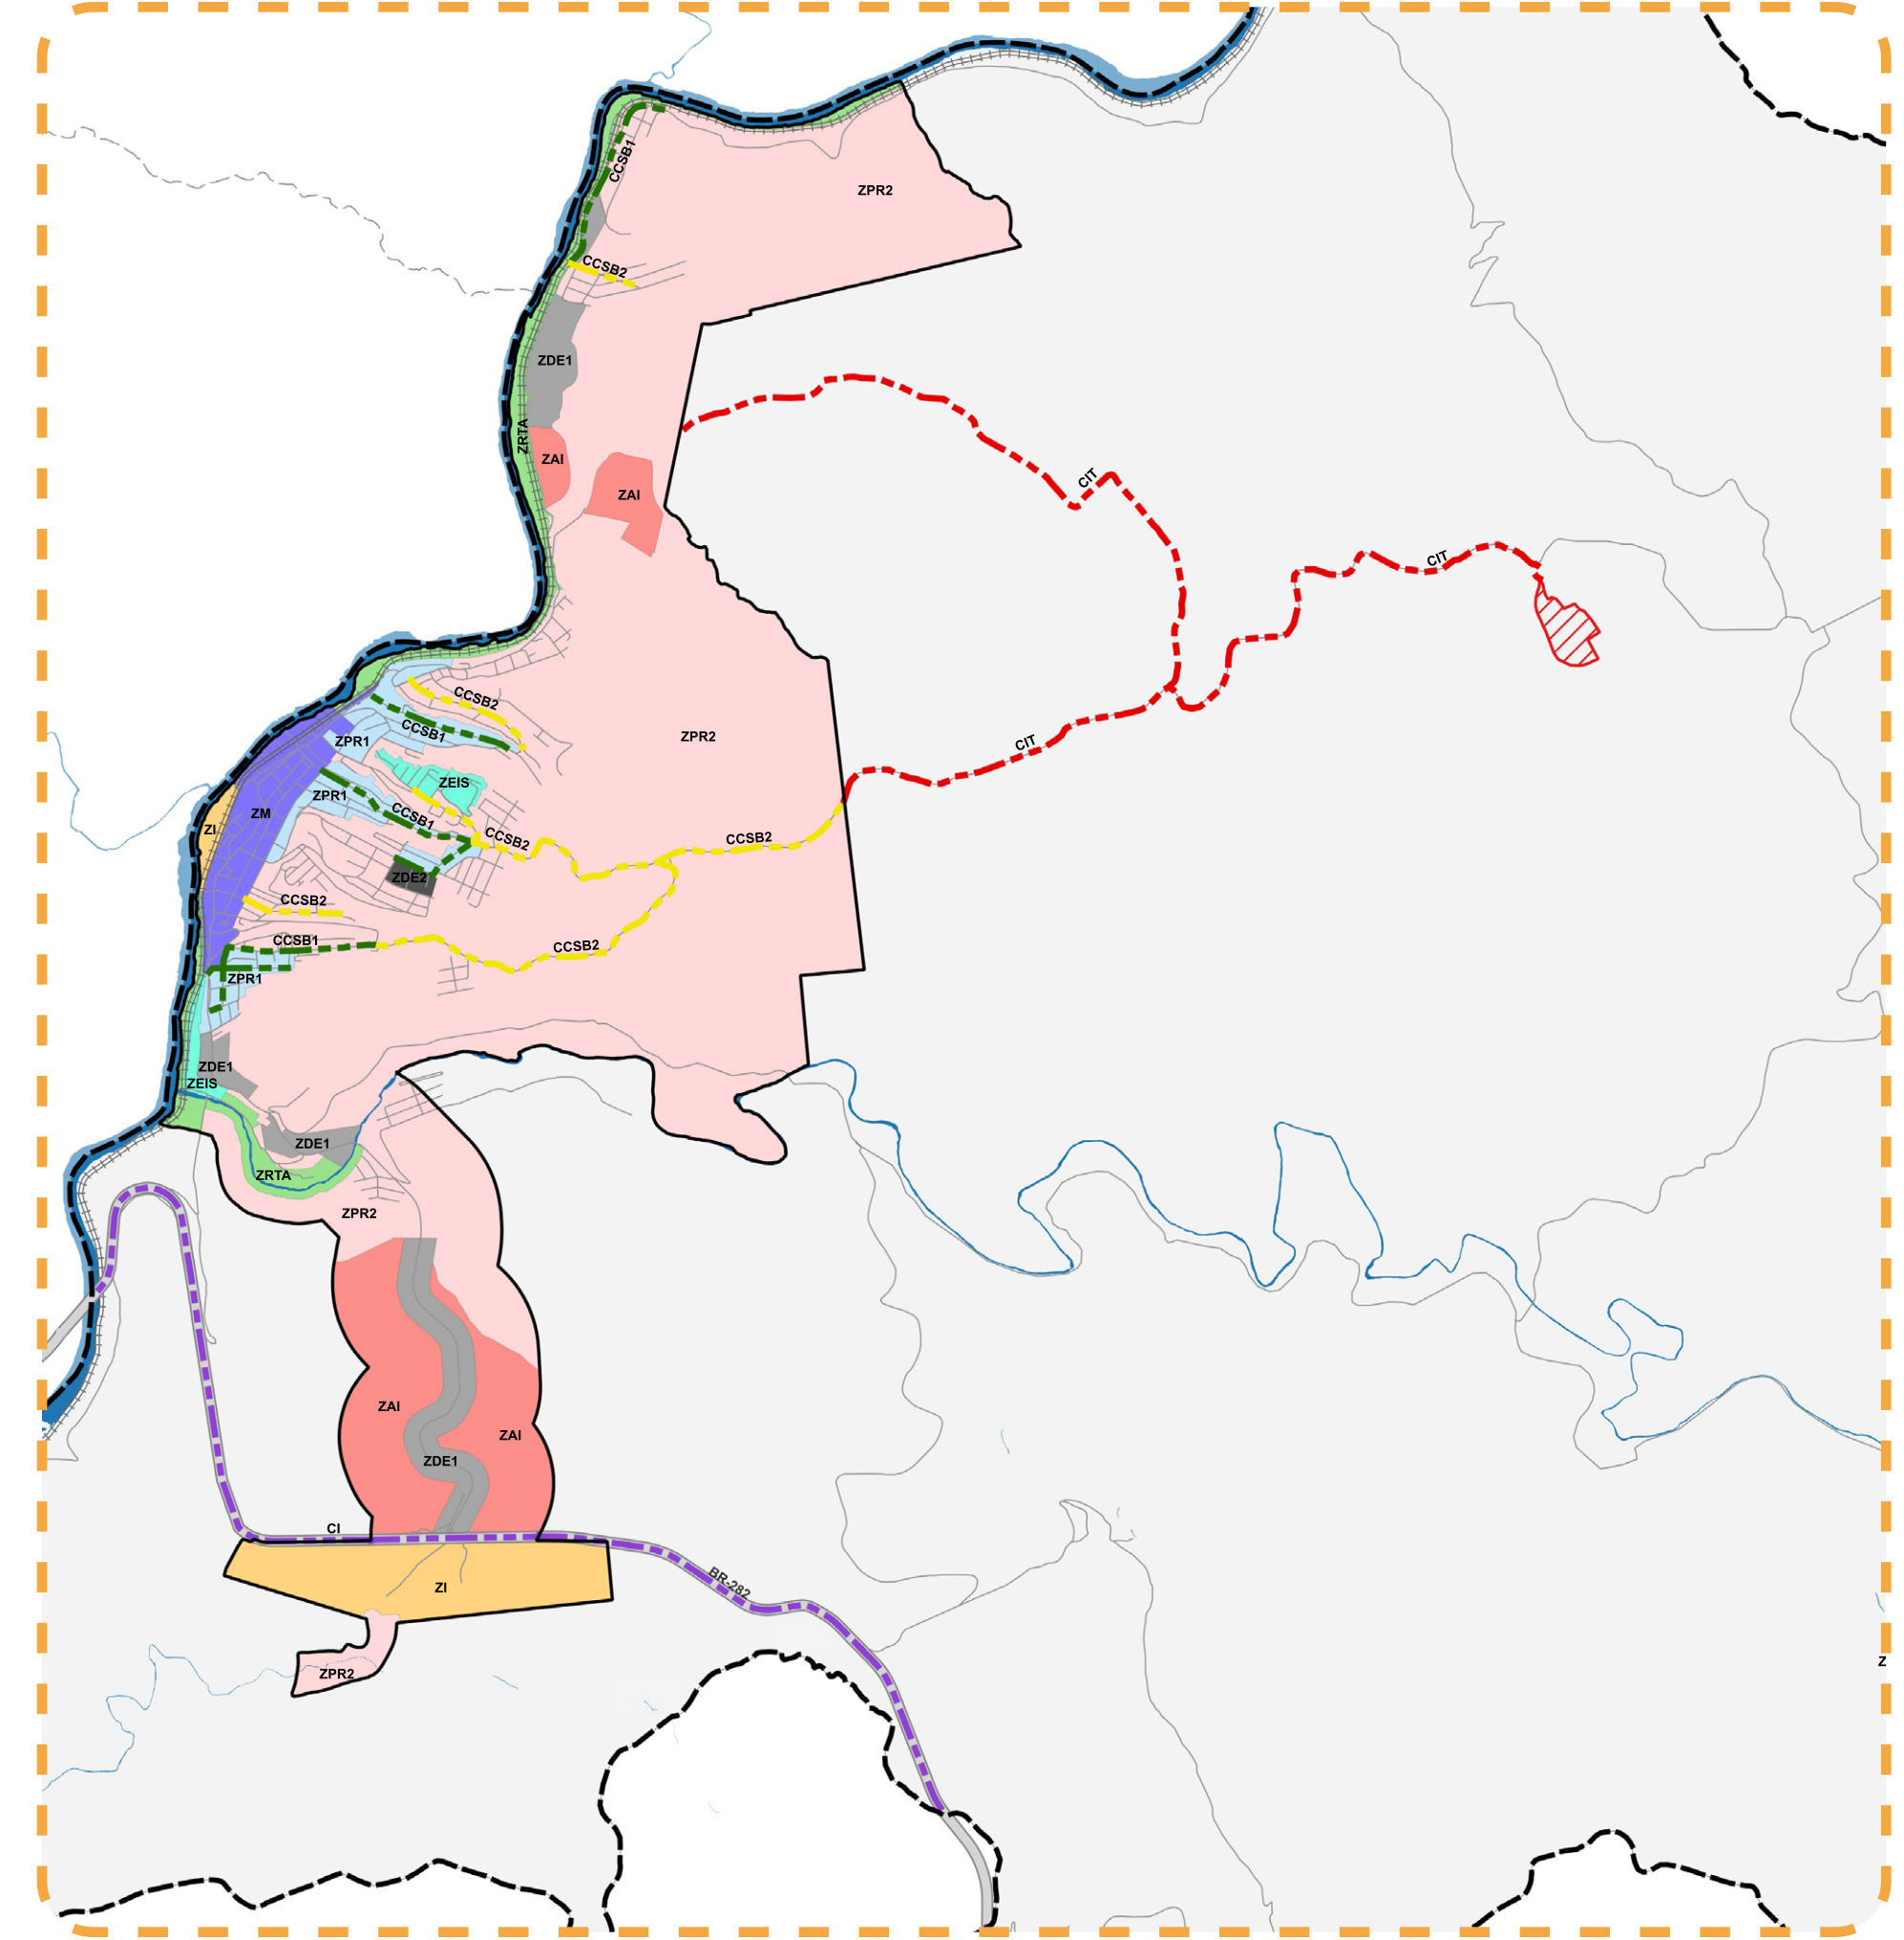 CCSB1
ZPR2
CCSB2
ZDE1
ZRTA
ZAI
ZAI
CIT
CIT
CCSB2
CCSB1
ZPR2
ZPR1
CIT
ZEIS
ZPR1
CCSB1
ZM
ZI
CCSB2
CCSB2
ZDE2
CCSB2
CCSB1
CCSB2
ZPR1
ZDE1
ZEIS
ZDE1
ZRTA
ZPR2
ZAI
ZAI
ZDE1
CI
BR-282
ZI
Z
ZPR2